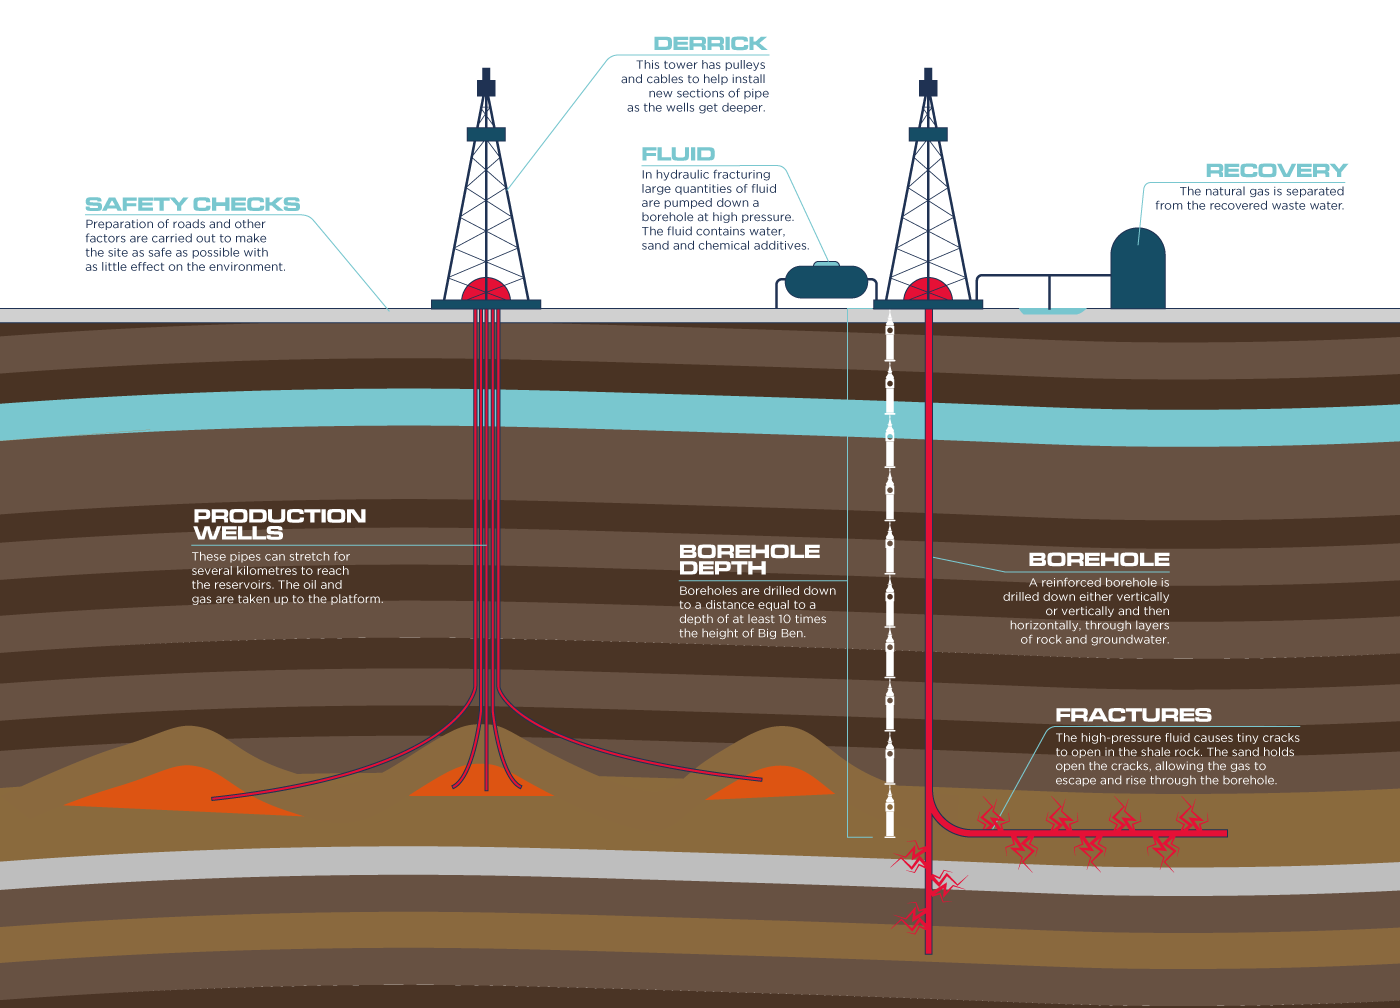 DERRICK
This tower has pulleys
and cables to help install
new sections of pipe
as the wells get deeper.
FLUID
In hydraulic fracturing
large quantities of fluid
are pumped down a
borehole at high pressure.
The fluid contains water,
sand and chemical additives.
RECOVERY
The natural gas is separated
from the recovered waste water.
SAFETY CHECKS
Preparation of roads and other
factors are carried out to make
the site as safe as possible with
as little effect on the environment.
PRODUCTION
WELLS
These pipes can stretch for
several kilometres to reach
the reservoirs. The oil and
gas are taken up to the platform.
BOREHOLE
DEPTH
Boreholes are drilled down
to a distance equal to a
depth of at least 10 times
the height of Big Ben.
BOREHOLE
A reinforced borehole is
drilled down either vertically
or vertically and then
horizontally, through layers
of rock and groundwater.
FRACTURES
The high-pressure fluid causes tiny cracks
to open in the shale rock. The sand holds
open the cracks, allowing the gas to
escape and rise through the borehole.